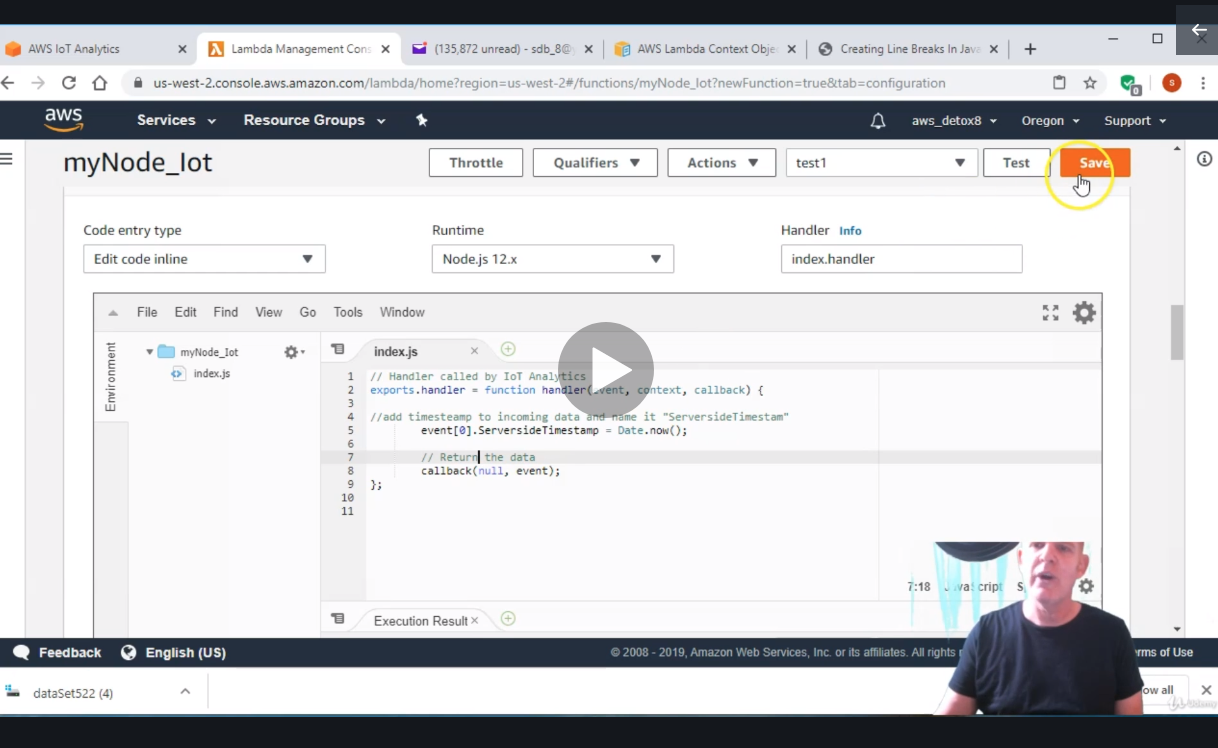 AWS IoT Analytics
Lambda Management Cons
(135,872 unread) - sdb_8@
AWS Lambda Context Obje
Creating Line Breaks In Java
us-west-2.console.aws.amazon.com/lambda/home?region=us-west-2#/functions/myNode_Iot?newFunction=true&tab=configuration
0
S
aws
Services
Resource Groups
aws_detox8
Oregon
Support
myNode_Iot
Throttle
Qualifiers
Actions
test1
Test
Save
Code entry type
Runtime
Handler Info
Edit code inline
Node.js 12.x
index.handler
File Edit Find View Go Tools Window
Environment
myNode_Iot
index.js
index.js
1 // Handler called by IoT Analytics
2 exports.handler = function handler(event, context, callback) {
3
4 //add timesteamp to incoming data and name it "ServersideTimestam"
5 event[0].ServersideTimestamp = Date.now();
6
7 // Return the data
8 callback(null, event);
9 };
10
11
7:18 JavaScript S
Execution Result
Feedback
English (US)
© 2008 - 2019, Amazon Web Services, Inc. or its affiliates. All rights
rms of Use
dataSet522 (4)
ow all
Udemy